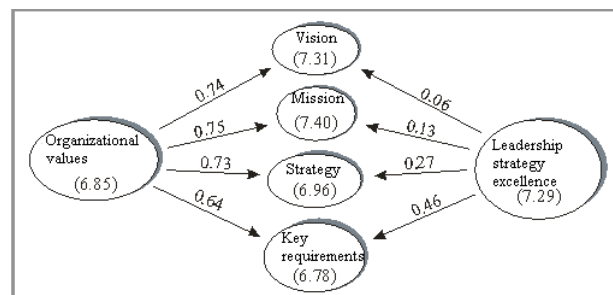 Vision
(7.31)
0.74
0.06
Mission
(7.40)
0.75
0.13
Organizational
values
(6.85)
Leadership
strategy
excellence
(7.29)
0.73
0.27
Strategy
(6.96)
0.64
0.46
Key
requirements
(6.78)